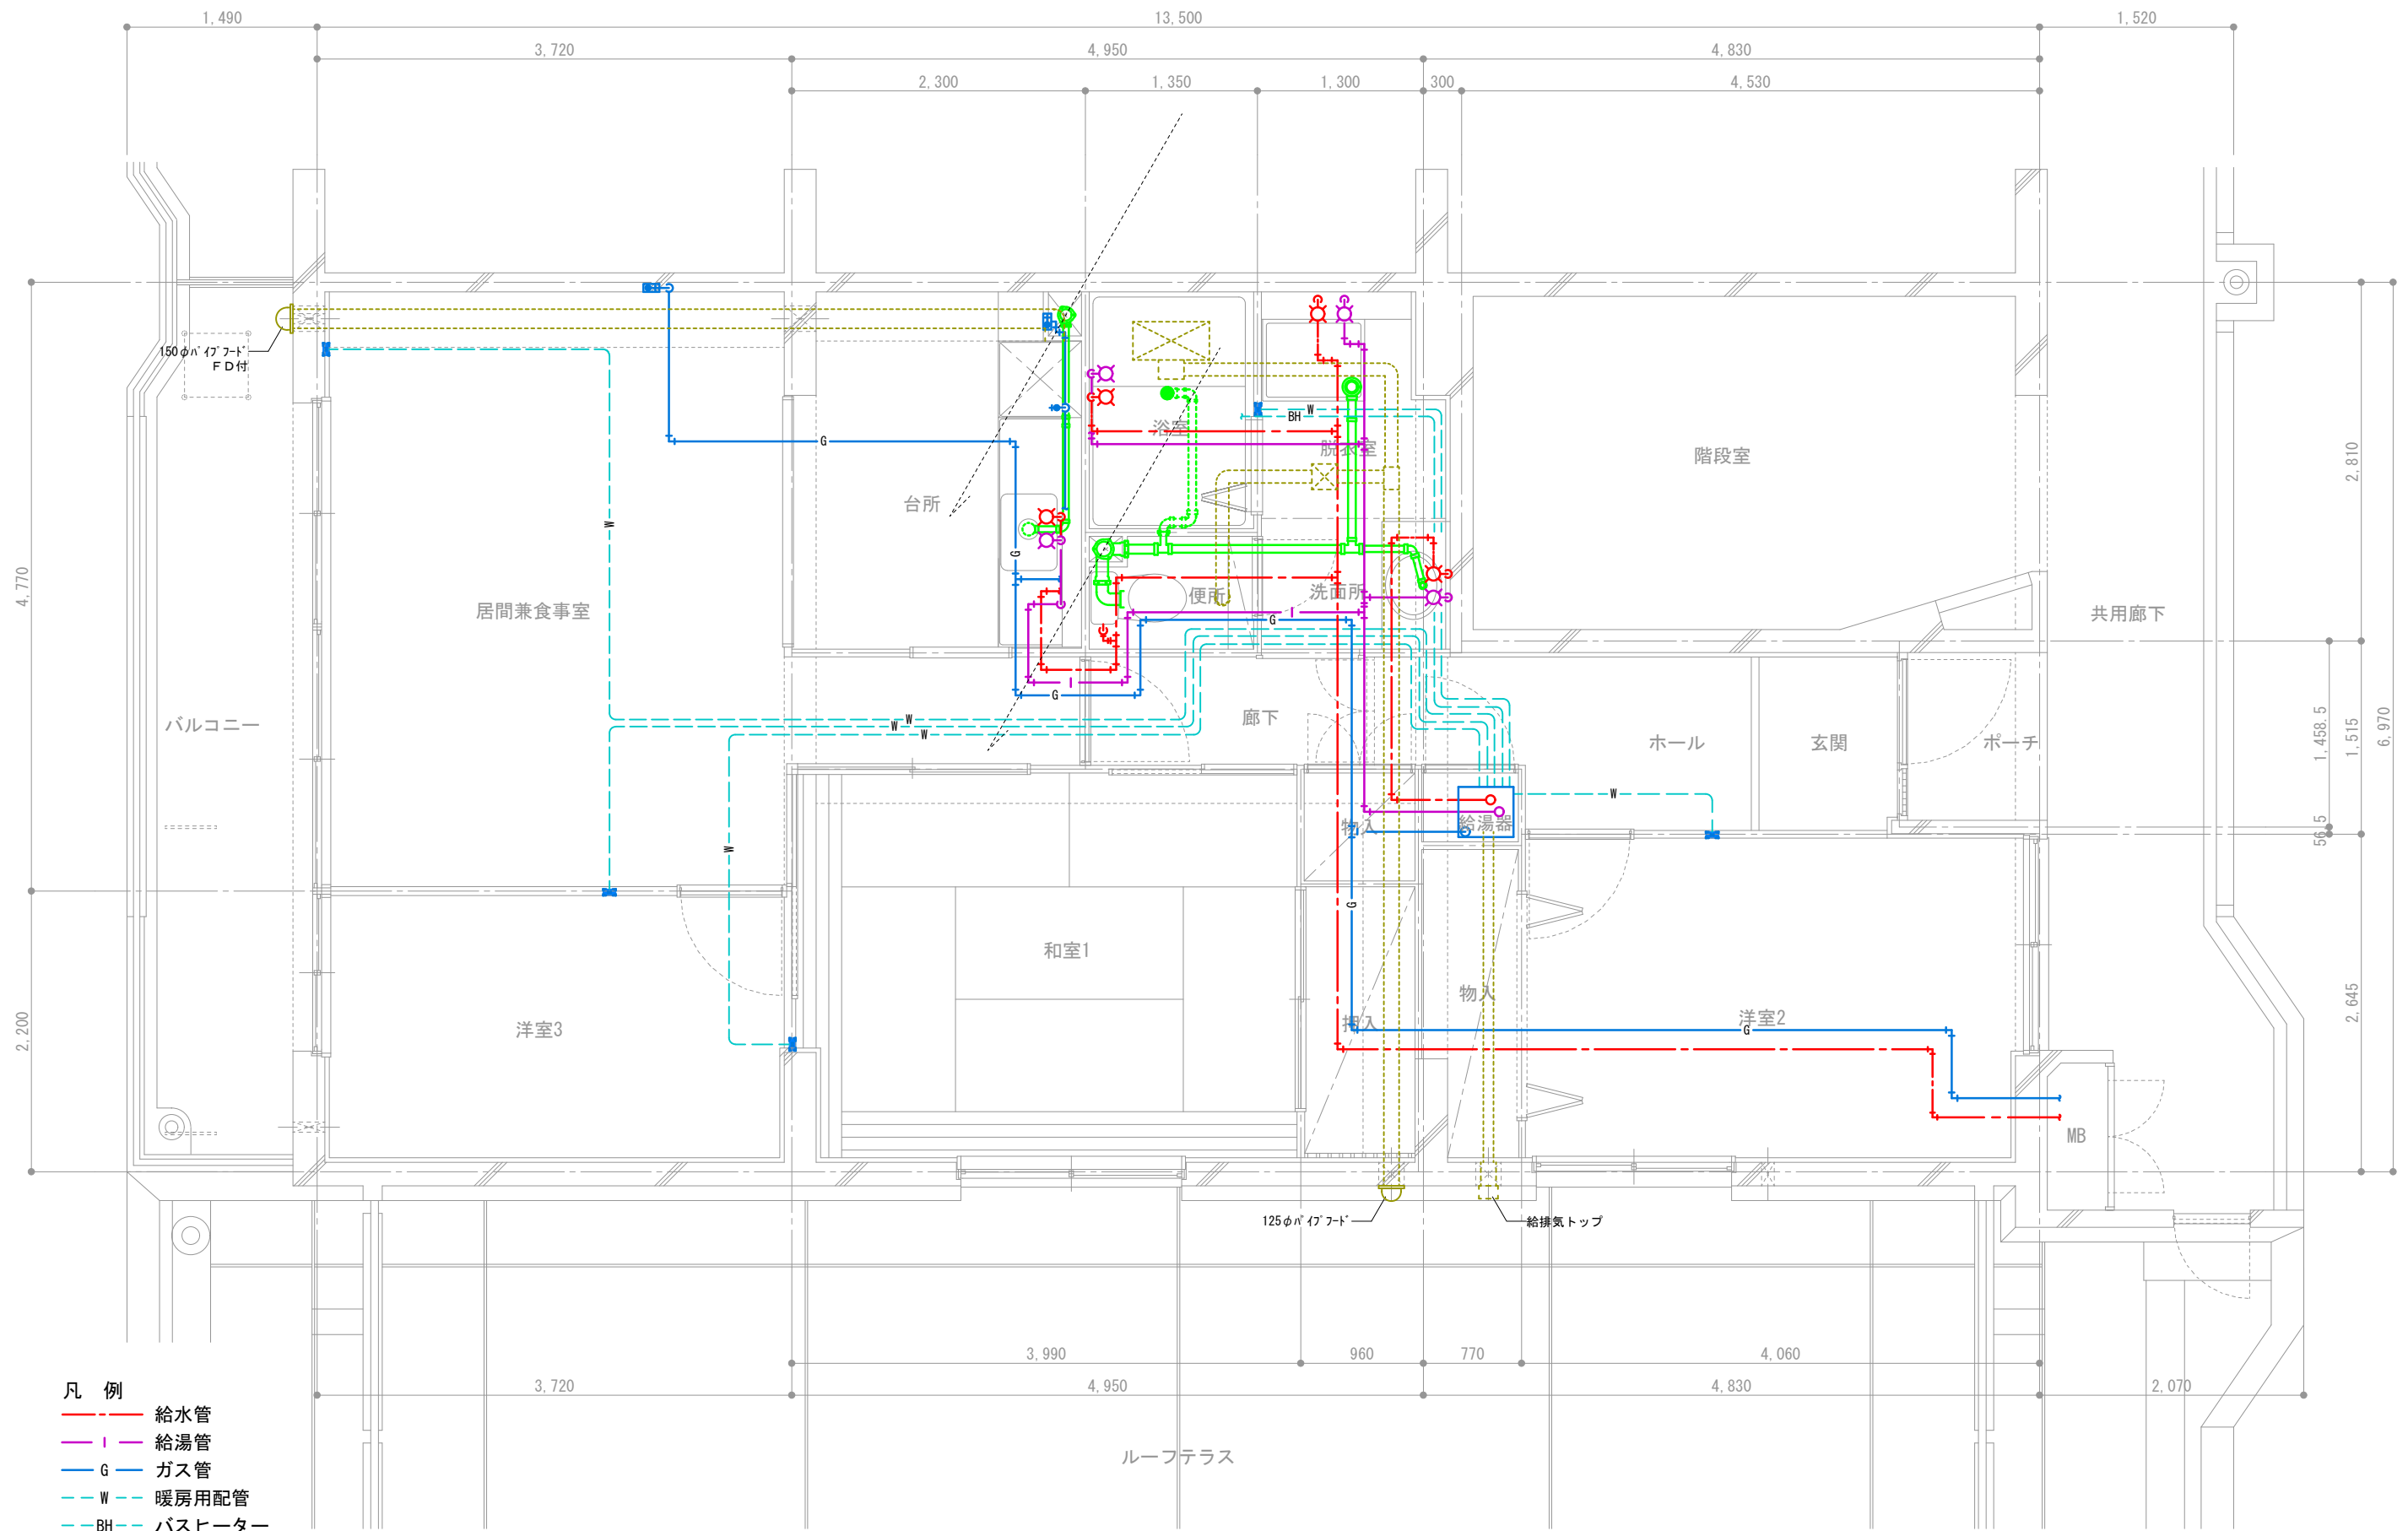 1,490
13,500
1,520
3,720
4,950
4,830
2,300
1,350
1,300
300
4,530
150φﾊﾟｲﾌﾟﾌｰﾄﾞ
ＦＤ付
W
BH
浴室
脱衣室
階段室
2,810
G
台所
W
G
4,770
居間兼食事室
便所
洗面所
共用廊下
G
バルコニー
G
W
W
W
廊下
ホール
玄関
ポーチ
1,458.5
1,515
6,970
W
物入
給湯器
56.5
W
G
和室1
物入
洋室3
押入
洋室2
G
2,200
2,645
MB
125φﾊﾟｲﾌﾟﾌｰﾄﾞ
給排気トップ
3,990
960
770
4,060
3,720
4,950
4,830
2,070
凡　例
給水管
給湯管
G ガス管
W 暖房用配管
BH バスヒーター
ルーフテラス